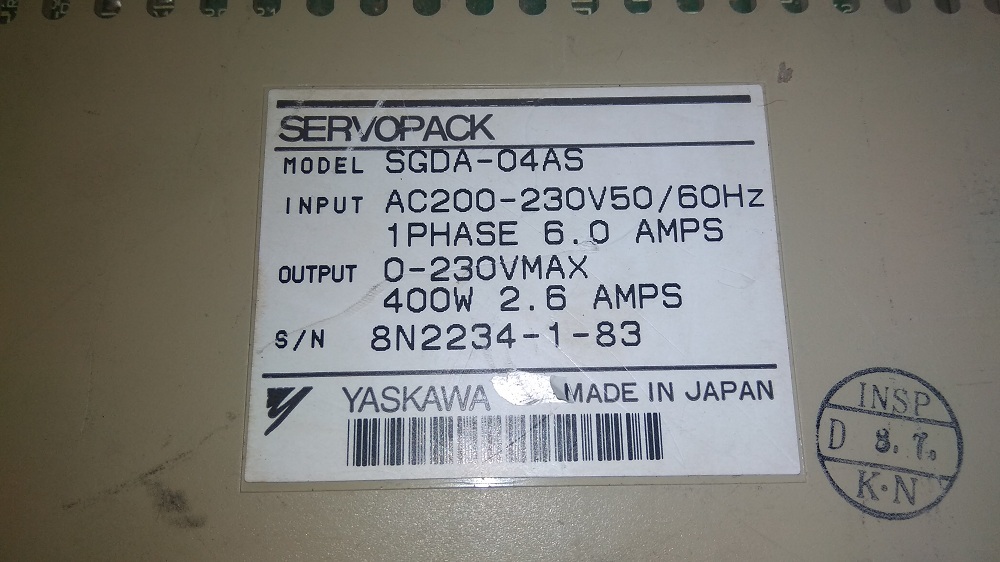 SERVOPACK
MODEL SGDA-04AS
INPUT AC200-230V50/60Hz
1PHASE 6.0 AMPS
OUTPUT 0-230VMAX
400W 2.6 AMPS
S/N 8N2234-1-83
YASKAWA MADE IN JAPAN
INSP
D 8.7.
K·N